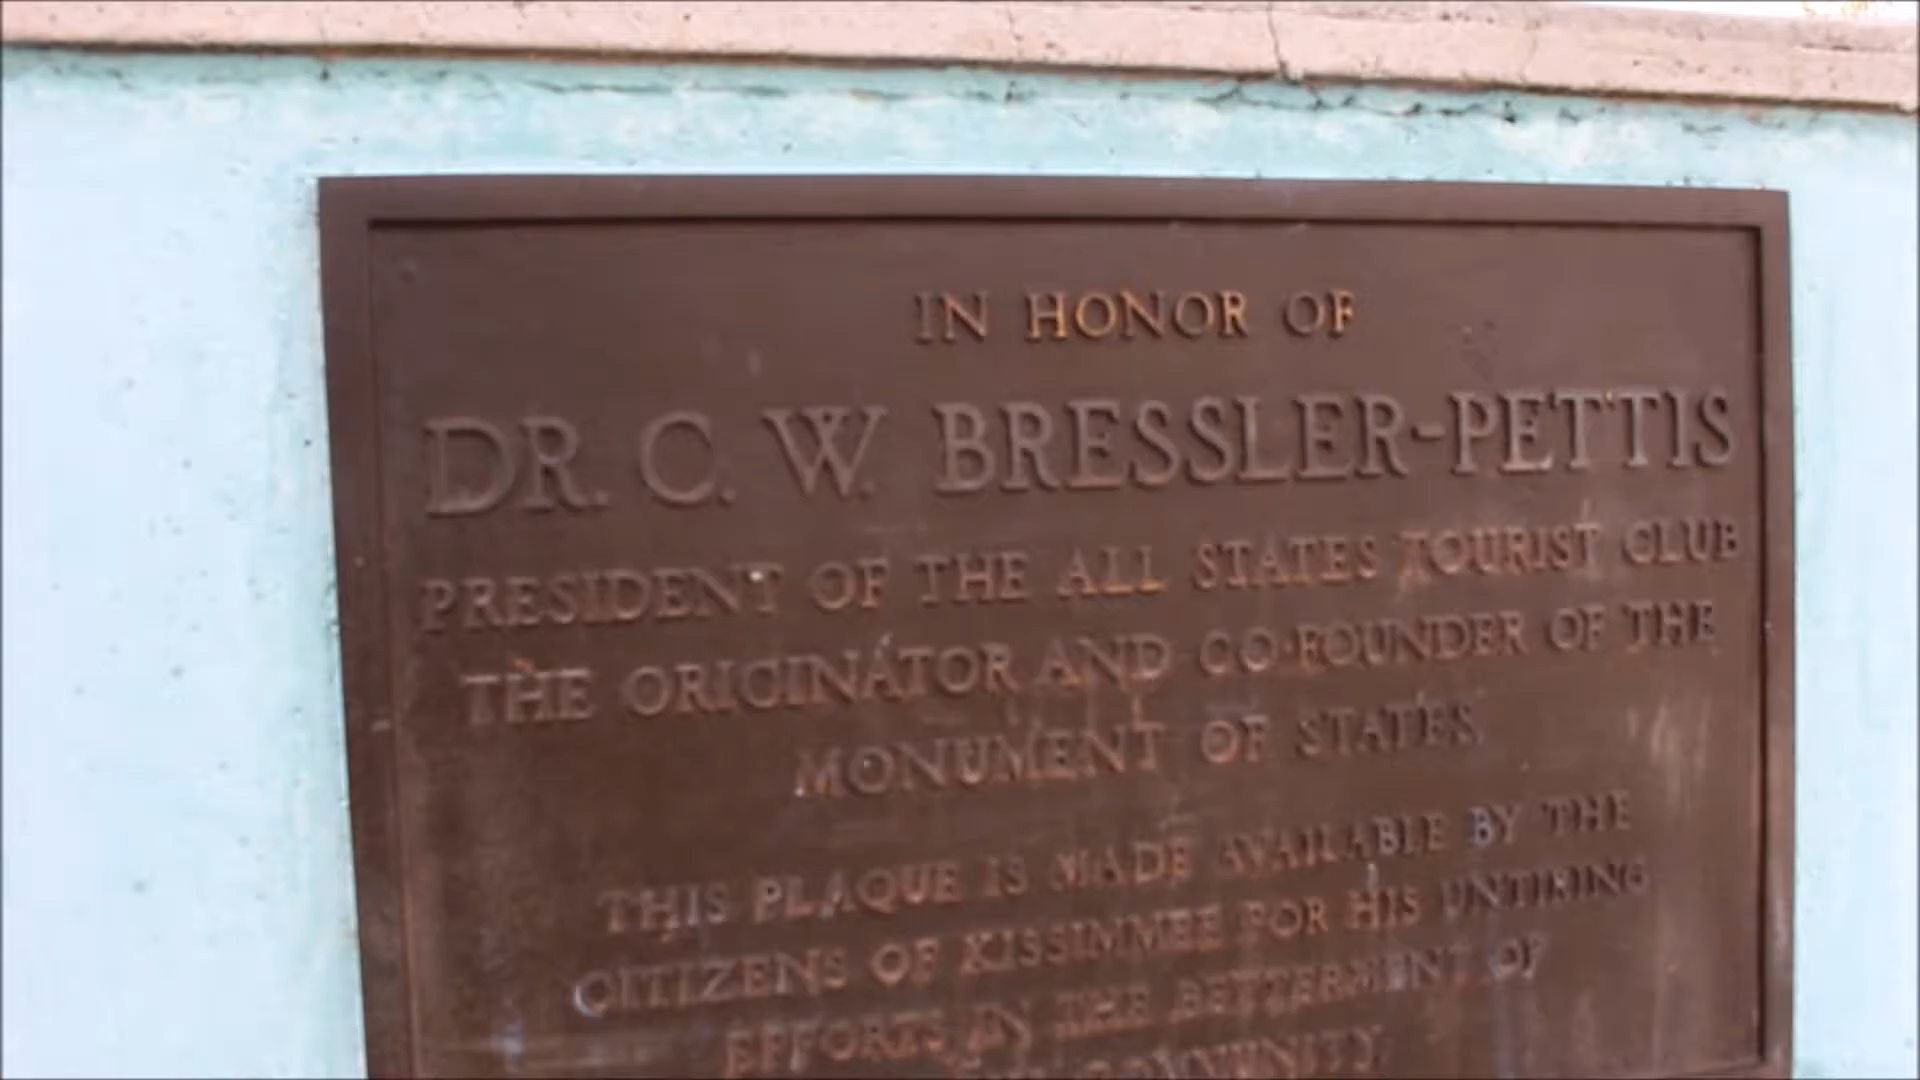 IN HONOR OF
DR. C. W. BRESSLER-PETTIS
PRESIDENT OF THE ALL STATES TOURIST CLUB
THE ORIGINATOR AND CO-FOUNDER OF THE
MONUMENT OF STATES
THIS PLAQUE IS MADE AVAILABLE BY THE
CITIZENS OF KISSIMMEE FOR HIS UNTIRING
EFFORTS IN THE BETTERMENT OF
COMMUNITY